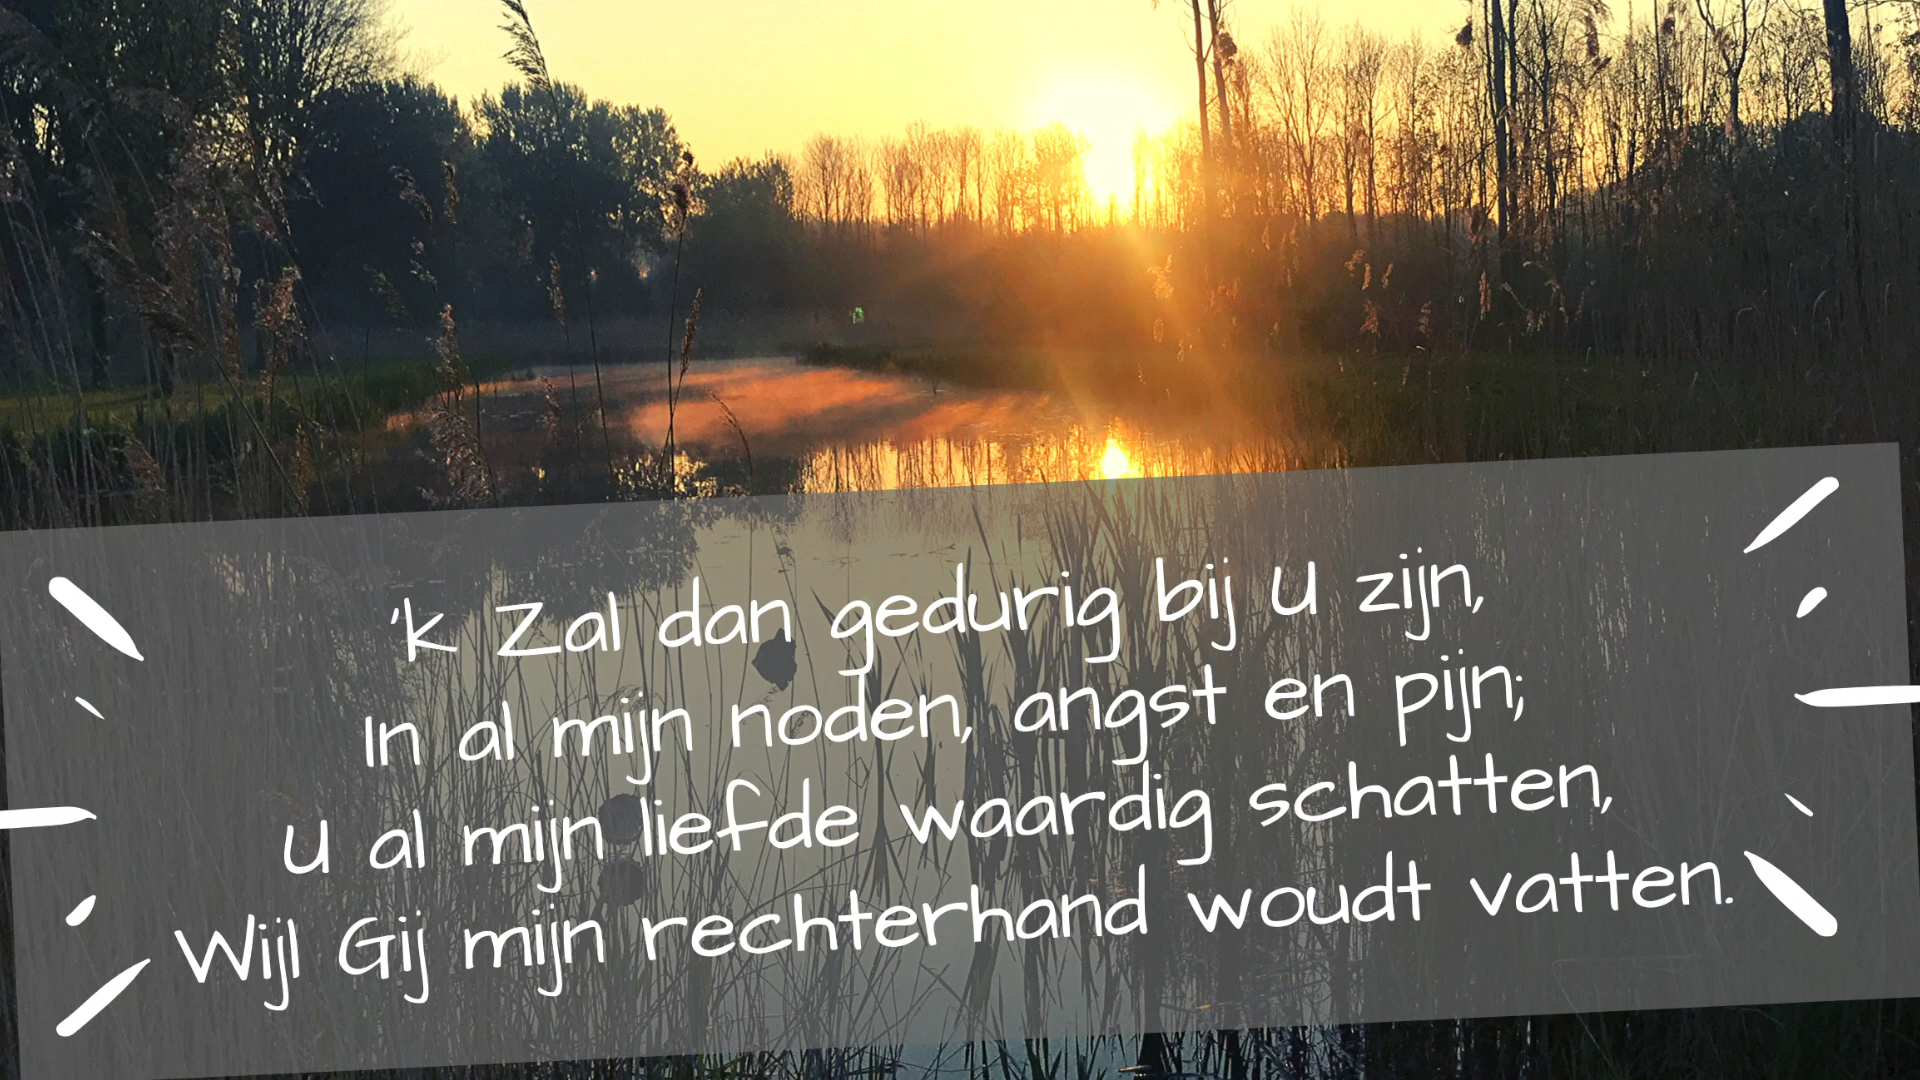 'k Zal dan gedurig bij U zijn,
In al mijn noden, angst en pijn;
U al mijn liefde waardig schatten,
Wijl Gij mijn rechterhand woudt vatten.